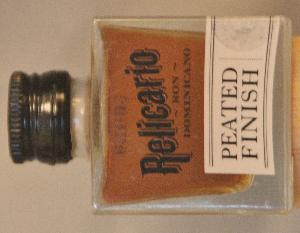 Relicario
RON
DOMINICANO
PEATED
FINISH